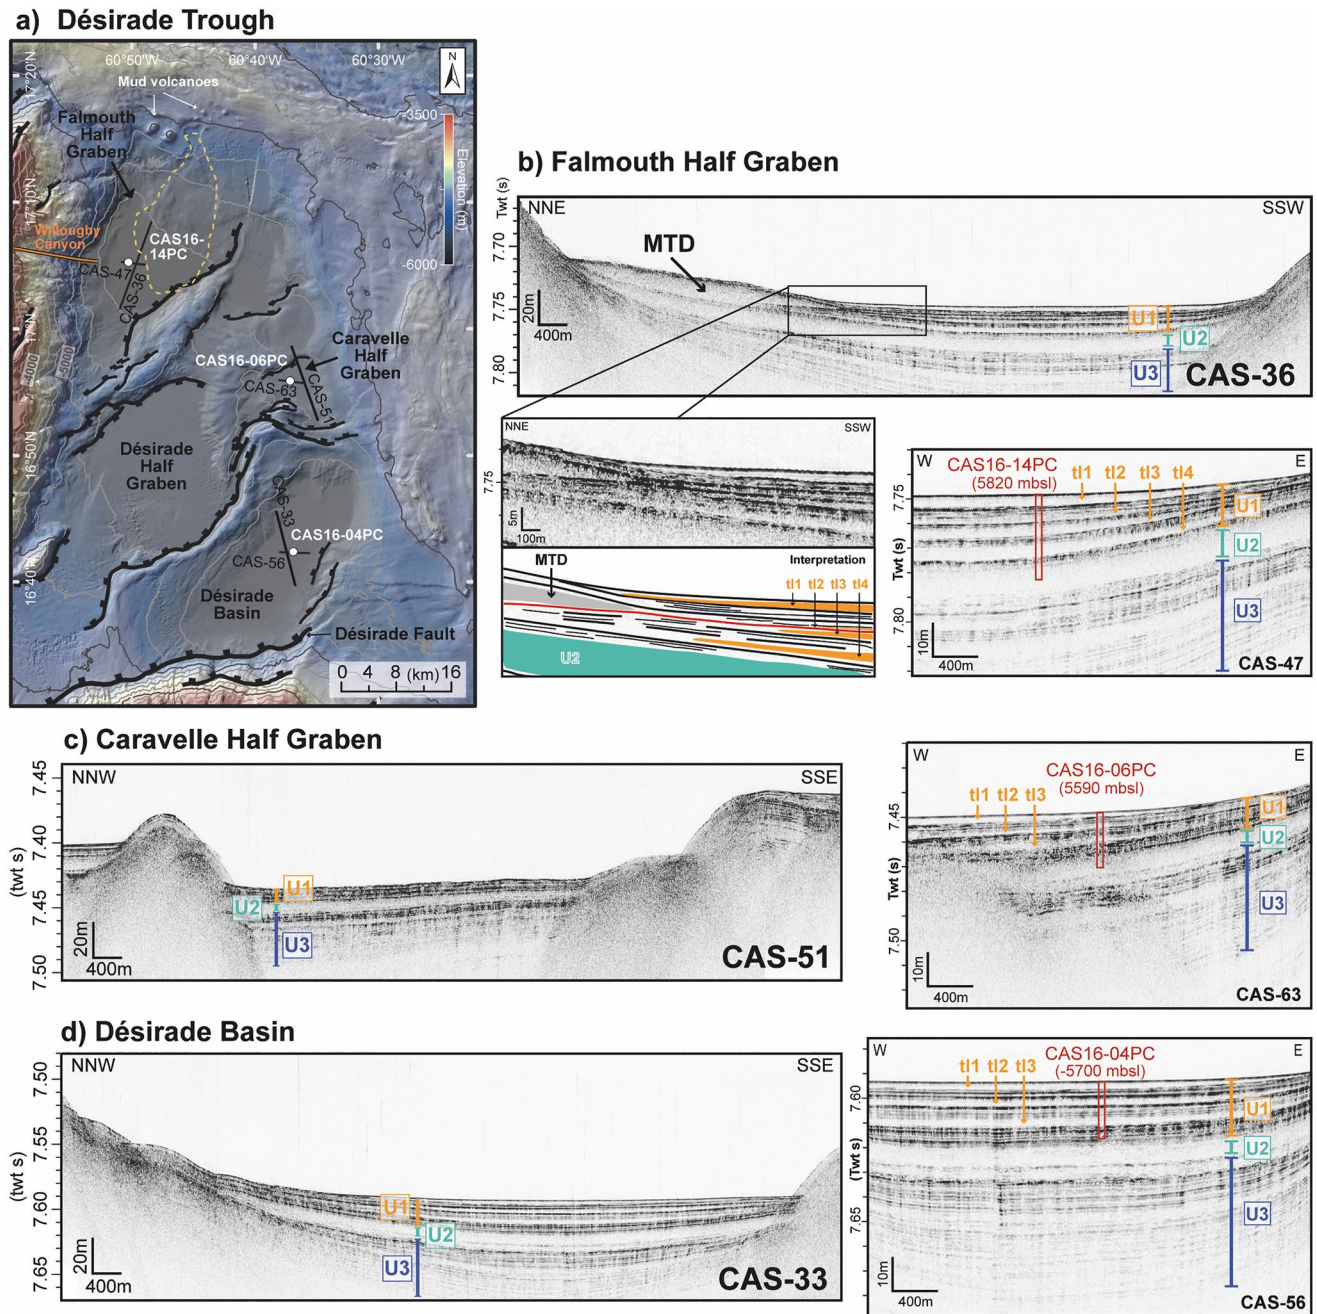 a) Désirade Trough
60°50'W
60°40'W
60°30'W
N
17°20'N
Mud volcanoes
-3500
Falmouth
Half
Graben
Elevation (m)
17°10'N
Willougby
Canyon
CAS16-
14PC
-6000
CAS-47
CAS-36
17°N
CAS16-06PC
Caravelle
Half
Graben
-4000
-5000
CAS-63
CAS-51
16°50'N
Désirade
Half
Graben
CAS-33
CAS16-04PC
CAS-56
16°40'N
Désirade
Basin
Désirade Fault
0 4 8 (km) 16
b) Falmouth Half Graben
Twt (s)
NNE
SSW
7.70
MTD
7.75
20m
400m
U1
U2
7.80
U3
CAS-36
NNE
SSW
7.75
5m
100m
MTD
Interpretation
tl1 tl2 tl3 tl4
U2
W
E
CAS16-14PC
(5820 mbsl)
tl1 tl2 tl3 tl4
7.75
U1
U2
Twt (s)
U3
7.80
10m
400m
CAS-47
c) Caravelle Half Graben
7.45
NNW
SSE
7.40
(twt s)
U1
7.45
U2
U3
20m
400m
7.50
CAS-51
W
E
CAS16-06PC
(5590 mbsl)
tl1 tl2 tl3
7.45
U1
U2
Twt (s)
U3
7.50
10m
400m
CAS-63
d) Désirade Basin
NNW
SSE
7.50
7.55
(twt s)
7.60
U1
U2
20m
U3
7.65
400m
CAS-33
W
E
CAS16-04PC
(-5700 mbsl)
tl1 tl2 tl3
7.60
U1
(Twt s)
U2
7.65
U3
10m
400m
CAS-56